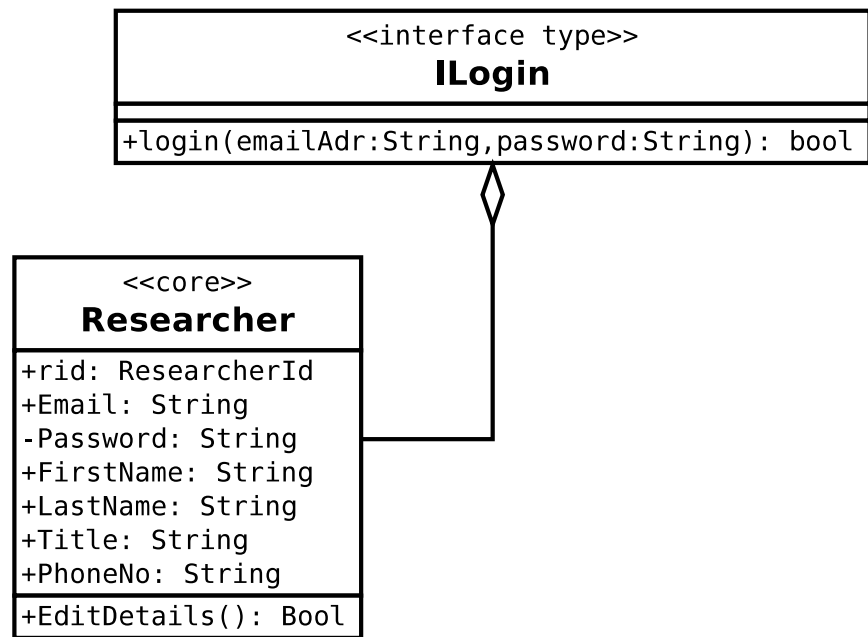 <<interface type>>
ILogin
+login(emailAdr:String,password:String): bool
<<core>>
Researcher
+rid: ResearcherId
+Email: String
-Password: String
+FirstName: String
+LastName: String
+Title: String
+PhoneNo: String
+EditDetails(): Bool